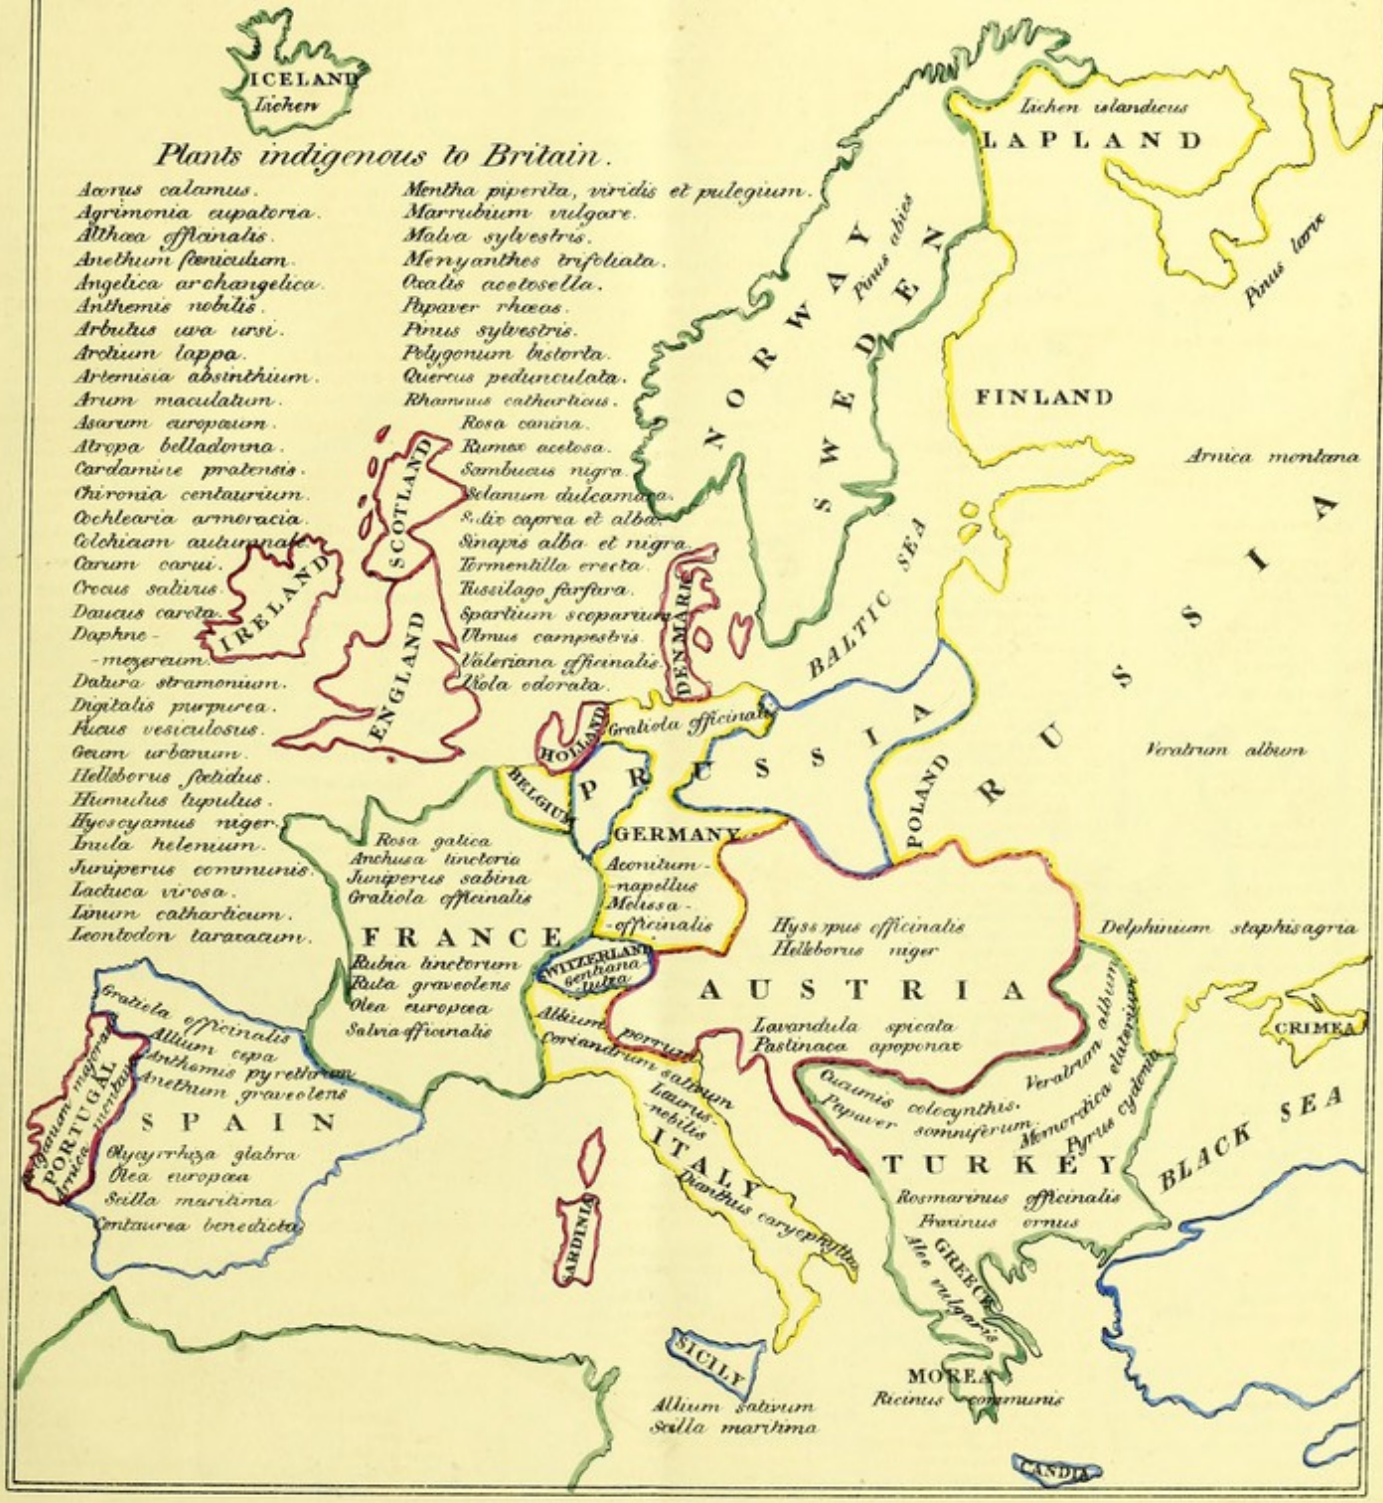 ICELAND
Lichen
Plants indigenous to Britain.
Acorus calamus.
Agrimonia eupatoria.
Althæa officinalis.
Anethum fœniculum.
Angelica archangelica.
Anthemis nobilis.
Arbutus uva ursi.
Arctium lappa.
Artemisia absinthium.
Arum maculatum.
Asarum europœum.
Atropa belladonna.
Cardamine pratensis.
Chironia centaurium.
Cochlearia armoracia.
Colchicum autumnale.
Carum carui.
Crocus sativus.
Daucus carota.
Daphne -
- mezereum.
Datura stramonium.
Digitalis purpurea.
Fucus vesiculosus.
Geum urbanum.
Helleborus fœtidus.
Humulus lupulus.
Hyoscyamus niger.
Inula helenium.
Juniperus communis.
Lactuca virosa.
Linum catharticum.
Leontodon taraxacum.
Mentha piperita, viridis et pulegium.
Marrubium vulgare.
Malva sylvestris.
Menyanthes trifoliata.
Oxalis acetosella.
Papaver rhœas.
Pinus sylvestris.
Polygonum bistorta.
Quercus pedunculata.
Rhamnus catharticus.
Rosa canina.
Rumex acetosa.
Sambucus nigra.
Solanum dulcamara.
Salix caprea et alba.
Sinapis alba et nigra.
Tormentilla erecta.
Tussilago farfara.
Spartium scoparium
Ulmus campestris
Valeriana officinalis.
Viola odorata.
Lichen islandicus
LAPLAND
Pinus larix
NORWAY
Pinus abies
SWEDEN
FINLAND
Arnica montana
RUSSIA
Veratrum album
BALTIC SEA
SCOTLAND
IRELAND
ENGLAND
DENMARK
HOLLAND
Gratiola officinalis
BELGIUM
PRUSSIA
POLAND
GERMANY
Aconitum -
- napellus
Melissa -
- officinalis
Rosa galica
Anchusa tinctoria
Juniperus sabina
Gratiola officinalis
FRANCE
Rubia tinctorum
Ruta graveolens
Olea europœa
Salvia officinalis
SWITZERLAND
Gentiana
- lutea
Hyssopus officinalis
Helleborus niger
AUSTRIA
Lavandula spicata
Pastinaca apoponax
Delphinium staphisagria
CRIMEA
BLACK SEA
Gratiola officinalis
Allium cepa
Anthemis pyrethrum
Anethum graveolens
SPAIN
Glycyrrhiza glabra
Olea europœa
Scilla maritima
Centaurea benedicta
Origanum majorana
PORTUGAL
Arnica montana
Allium porrum
Coriandrum sativum
Laurus-
- nobilis
ITALY
Dianthus caryophyllus
SARDINIA
SICILY
Allium sativum
Scilla maritima
Cucumis colocynthis.
Papaver somniferum
Veratrum album
Momordica elaterium
Pyrus cydonia
TURKEY
Rosmarinus officinalis
Fraxinus ornus
GREECE
Aloe vulgaris
MOREA
Ricinus communis
CANDIA